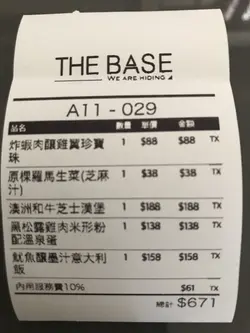 THE BASE
WE ARE HIDING
A11 - 029
品名 數量 單價 金額
炸蝦肉釀雞翼珍寶 1 $88 $88 TX
珠
原棵羅馬生菜(芝麻 1 $38 $38 TX
汁)
澳洲和牛芝士漢堡 1 $188 $188 TX
黑松露雞肉米形粉 1 $138 $138 TX
配溫泉蛋
魷魚釀墨汁意大利 1 $158 $158 TX
飯
內用服務費10% $61 TX
總計 $671